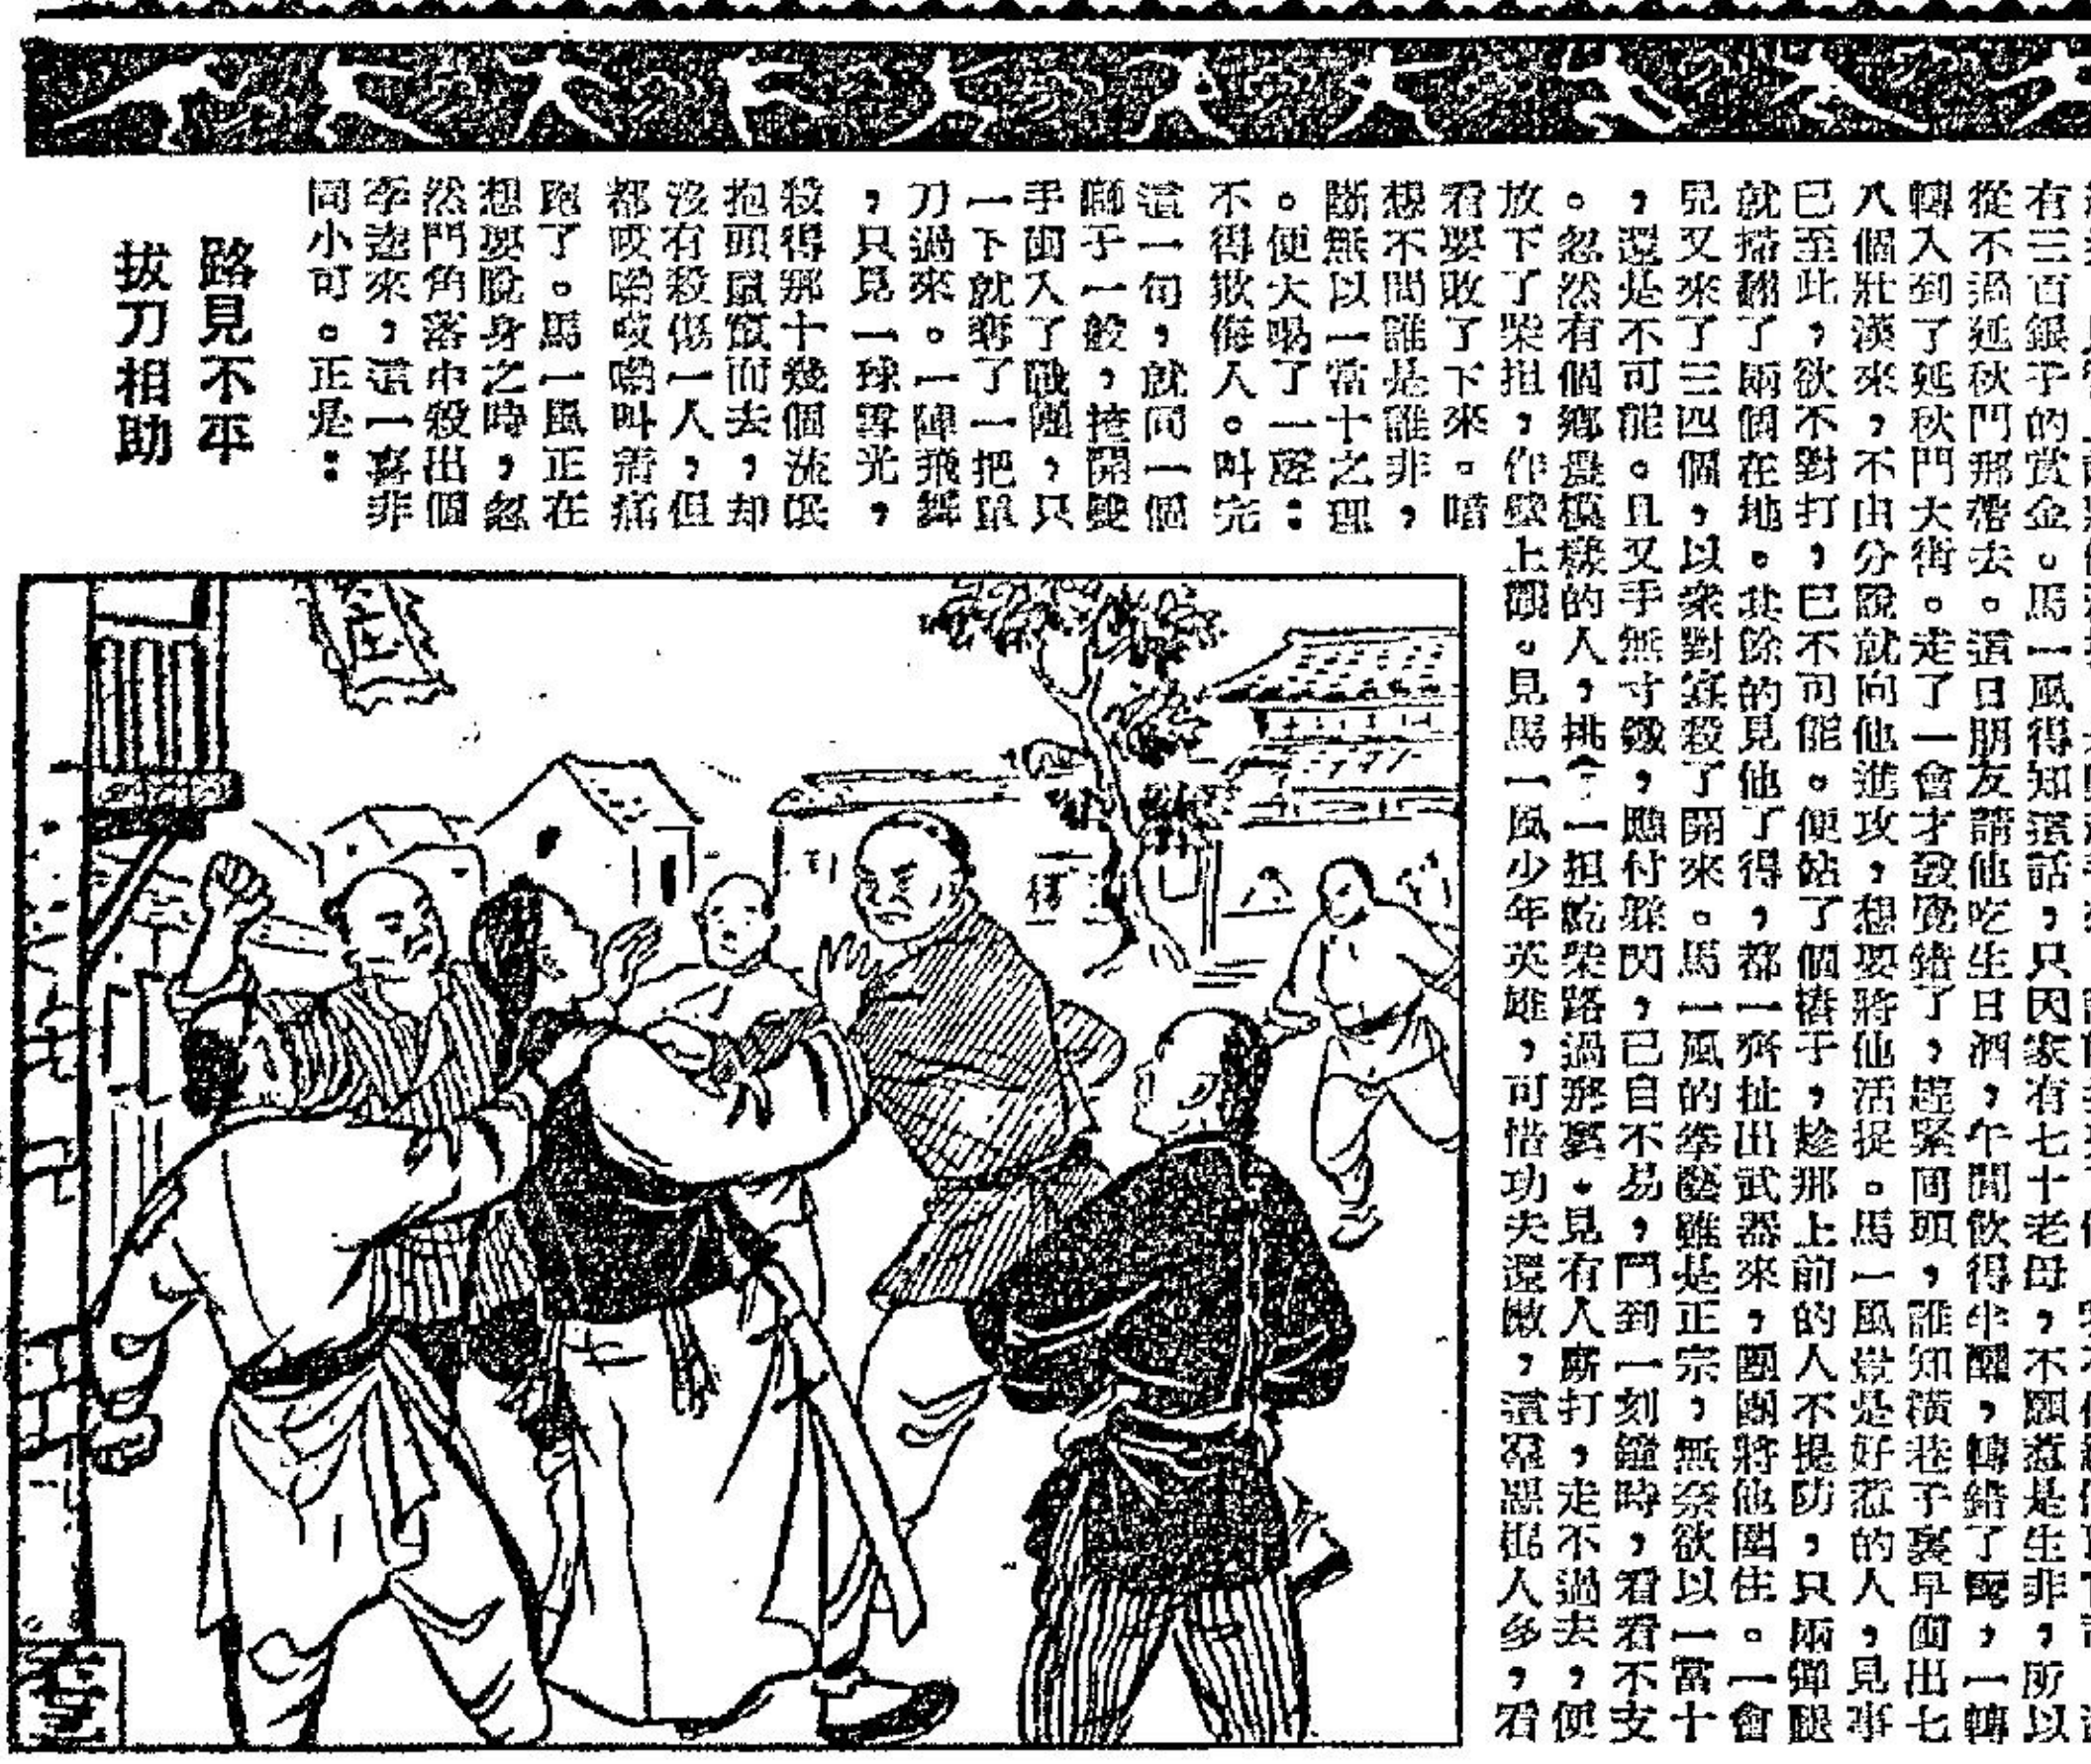 有三百銀子的賞金。馬一風得知這話，只因家有七十老母，不願惹是生非，所以
從不過延秋門那帶去。這日朋友請他吃生日酒，午間飲得半醺，轉錯了灣，一轉
轉入到了延秋門大街。走了一會才發覺錯了，趕緊回頭，誰知橫巷子裏早衝出七
八個壯漢來，不由分說就向他進攻，想要將他活捉。馬一風豈是好惹的人，見事
已至此，欲不對打，已不可能。便站了個樁子，趁那上前的人不提防，只兩彈腿
就搭翻了兩個在地。其餘的見他了得，都一齊扯出武器來，團團將他圍住。一會
見又來了三四個，以衆對寡殺了開來。馬一風的拳藝雖是正宗，無奈欲以一當十
，還是不可能。且又手無寸鐵，應付躲閃，已自不易，鬥到一刻鐘時，看看不支
。忽然有個鄉農模樣的人，挑了一担乾柴路過那裏。見有人廝打，走不過去，便
放下了柴担，作壁上觀。見馬一風少年英雄，可惜功夫還嫩，這羣惡棍人多，看
看要敗了下來。暗
想不問誰是誰非，
斷無以一當十之理
。便大喝了一聲：
不得欺侮人。叫完
這一句，就同一個
獅子一般，掩開雙
手衝入了戰團，只
一下就奪了一把單
刀過來。一陣飛舞
，只見一球雪光，
殺得那十幾個流氓
抱頭鼠竄而去，却
沒有殺傷一人，但
都哎喲哎喲叫着痛
跑了。馬一風正在
想要脫身之時，忽
然門角落中殺出個
李逵來，這一喜非
同小可。正是：
路見不平
拔刀相助